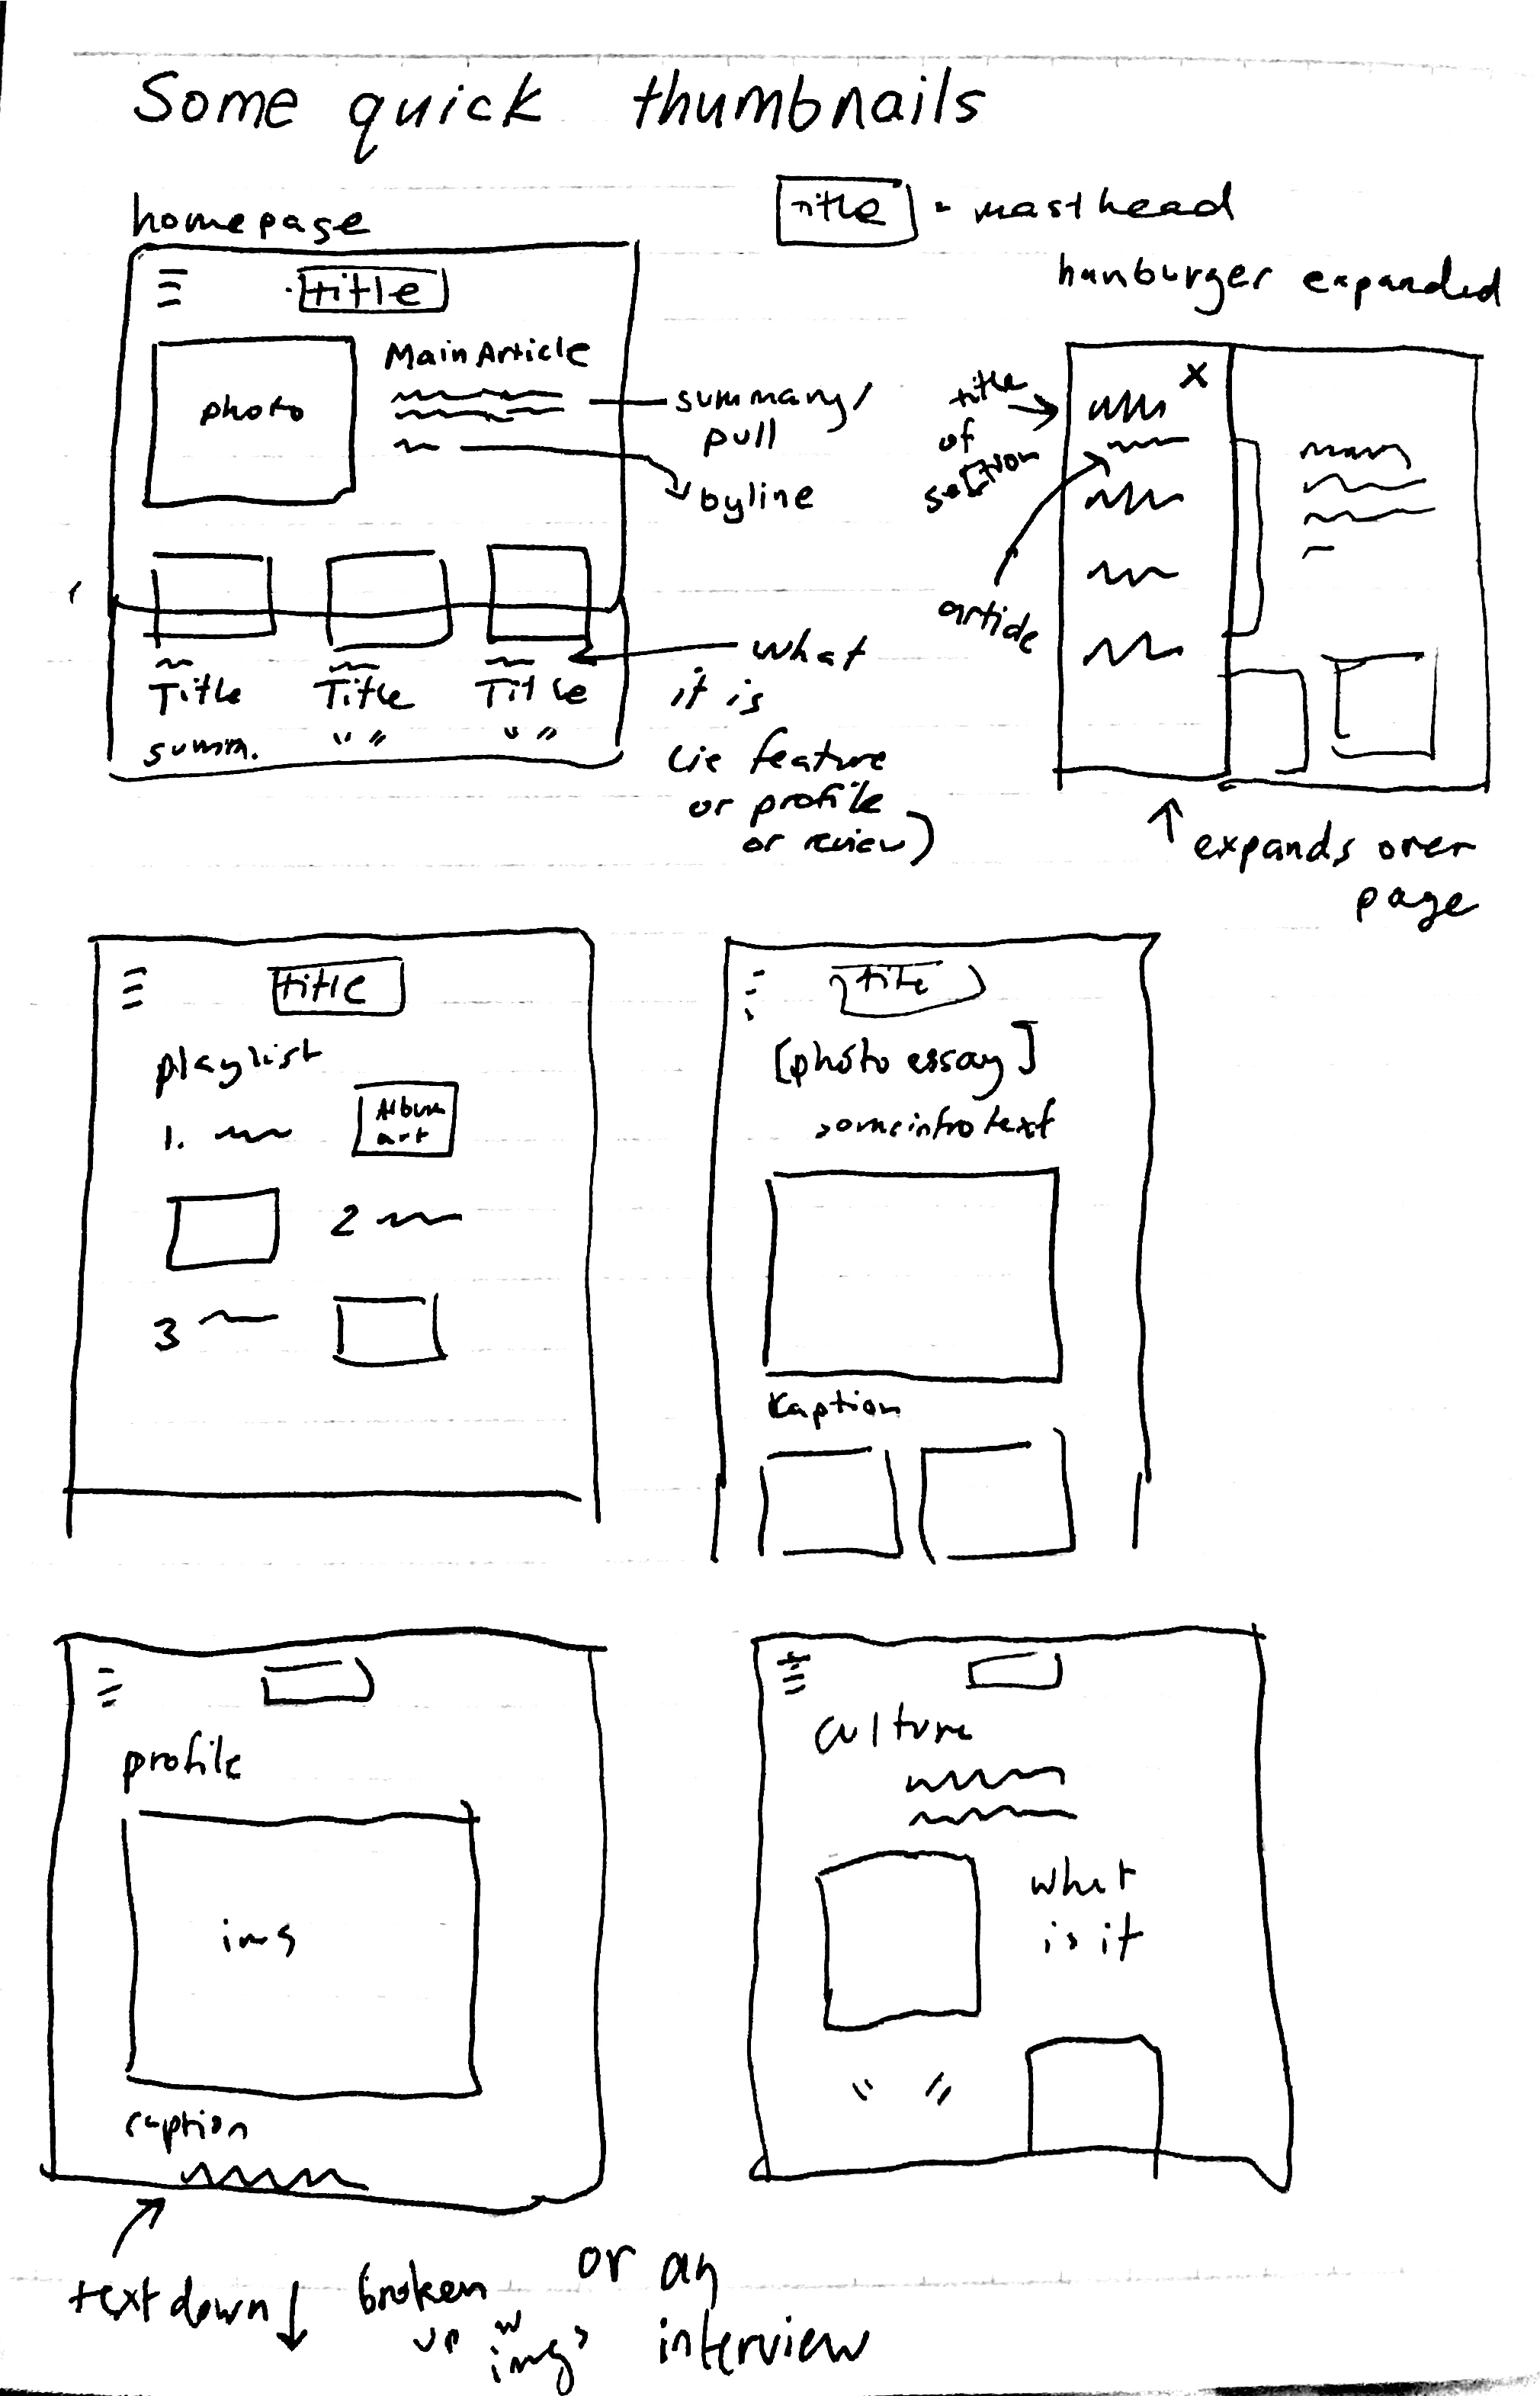 Some quick thumbnails
homepage
title
Main Article
photo
summary/
pull
byline
Title
Title
Title
summ.
" "
" "
what
it is
(ie feature
or profile
or review)
Title = masthead
hamburger expanded
X
title
of
section
article
main
expands over
page
title
playlist
1.
Album
art
2
3
title
[photo essay]
some intro text
Kaption
profile
img
caption
text down ↓
broken
up w
imgs
or an
interview
culture
what
is it
" "